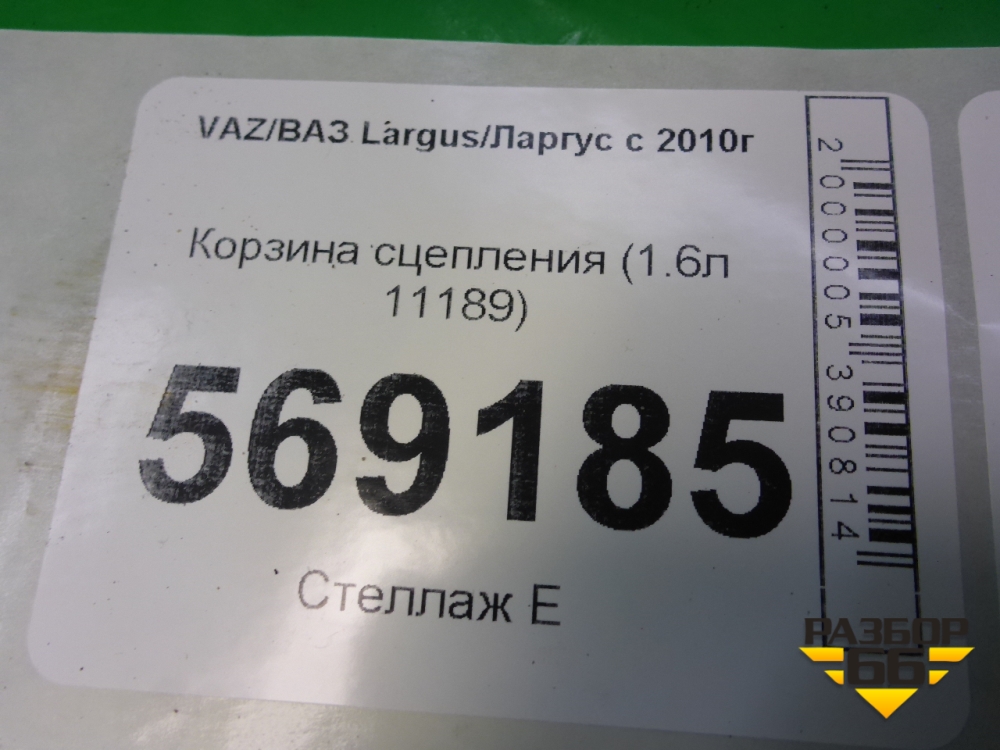 VAZ/ВАЗ Largus/Ларгус с 2010г
Корзина сцепления (1.6л
11189)
569185
Стеллаж Е
2000005390814
РАЗБОР
66